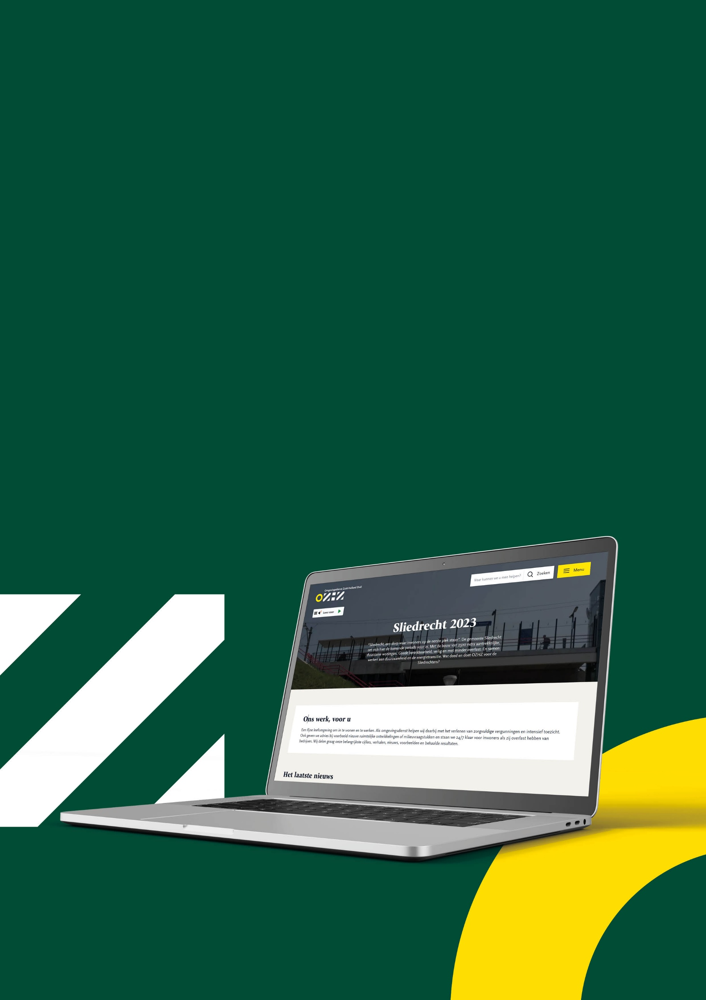 Waar kunnen we u mee helpen? Zoeken Menu
Omgevingsdienst Zuid-Holland Zuid
OZHZ
Lees voor
Sliedrecht 2023
"Sliedrecht, een dorp waar inwoners op de eerste plek staan". De gemeente Sliedrecht
zet zich hier de komende periode voor in. Met de bouw van 2500 extra aantrekkelijke,
duurzame woningen. Goede bereikbaarheid, veilig en met minder overlast. En samen
werken aan duurzaamheid en de energietransitie. Wat deed en doet OZHZ voor de
Sliedrechters?
Ons werk, voor u
Een fijne leefomgeving om in te wonen en te werken. Als omgevingsdienst helpen wij daarbij met het verlenen van zorgvuldige vergunningen en intensief toezicht.
Ook geven we advies bij voorbeeld nieuwe ruimtelijke ontwikkelingen of milieuvraagstukken en staan we 24/7 klaar voor inwoners als zij overlast hebben van
bedrijven. Wij delen graag onze belangrijkste cijfers, verhalen, nieuws, voorbeelden en behaalde resultaten.
Het laatste nieuws